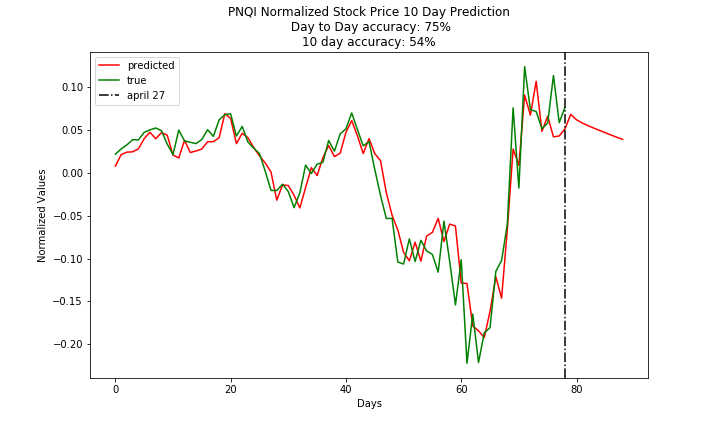 PNQI Normalized Stock Price 10 Day Prediction
Day to Day accuracy: 75%
10 day accuracy: 54%
predicted
true
april 27
Normalized Values
0.10
0.05
0.00
−0.05
−0.10
−0.15
−0.20
0 20 40 60 80
Days